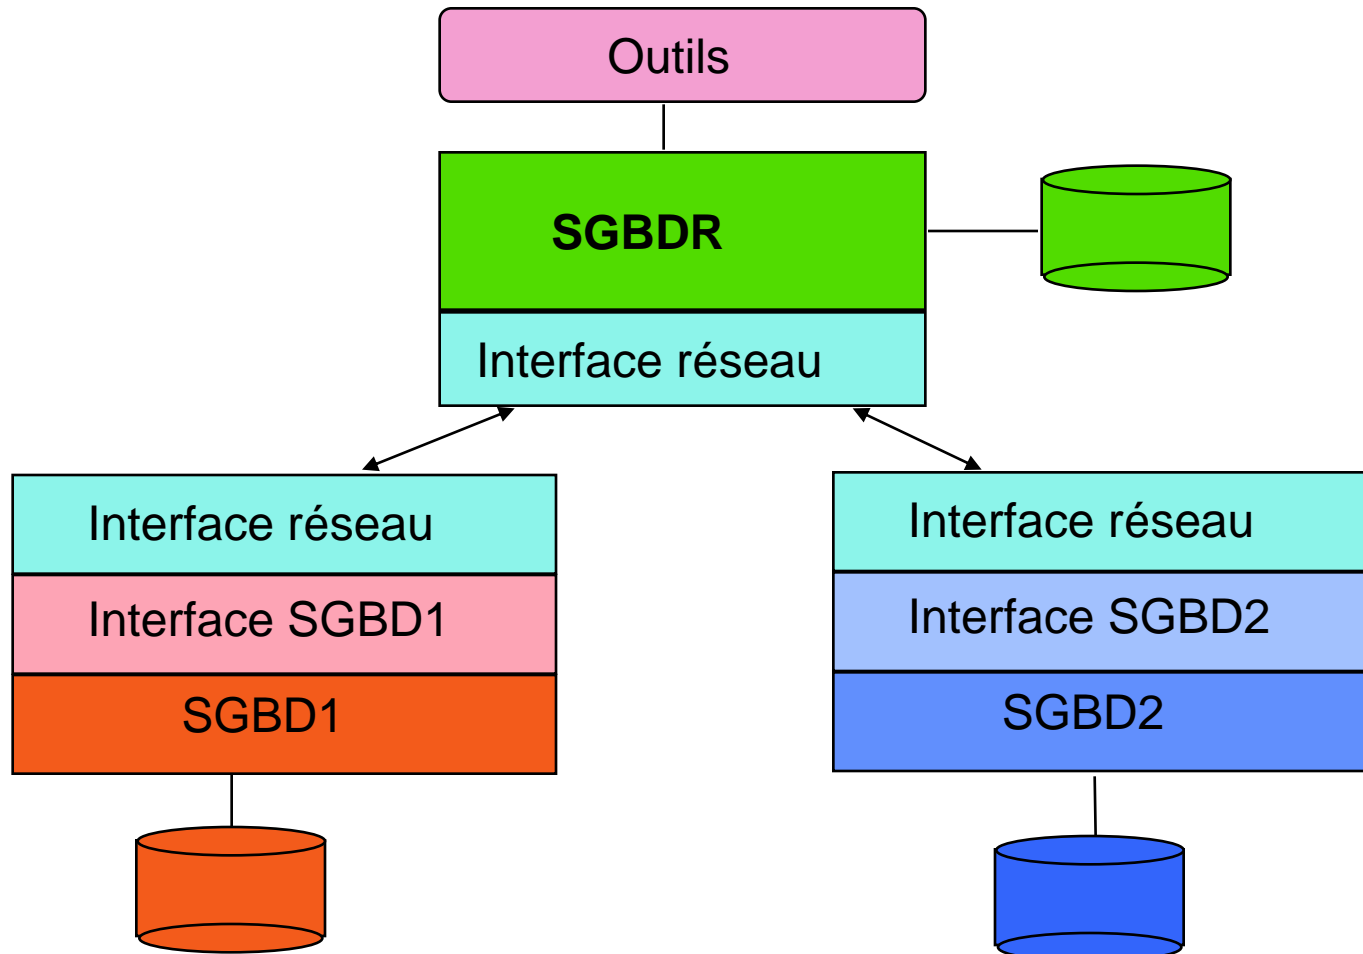 Outils
SGBDR
Interface réseau
Interface réseau
Interface SGBD1
SGBD1
Interface réseau
Interface SGBD2
SGBD2